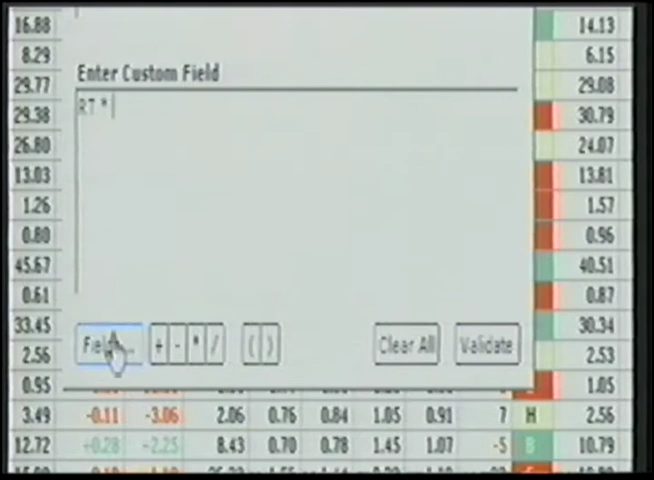 16.88 14.13
8.29 6.15
Enter Custom Field
29.77 29.08
RT *
29.38 30.79
26.80 24.07
13.03 13.81
1.26 1.57
0.80 0.96
45.67 40.51
0.61 0.87
33.45 30.34
+ - * / ( ) Clear All Validate
2.56 2.53
0.95 1.05
3.49 -0.11 -3.06 2.06 0.76 0.84 1.05 0.91 7 H 2.56
12.72 +0.28 -2.25 8.43 0.70 0.78 1.45 1.07 -5 B 10.79